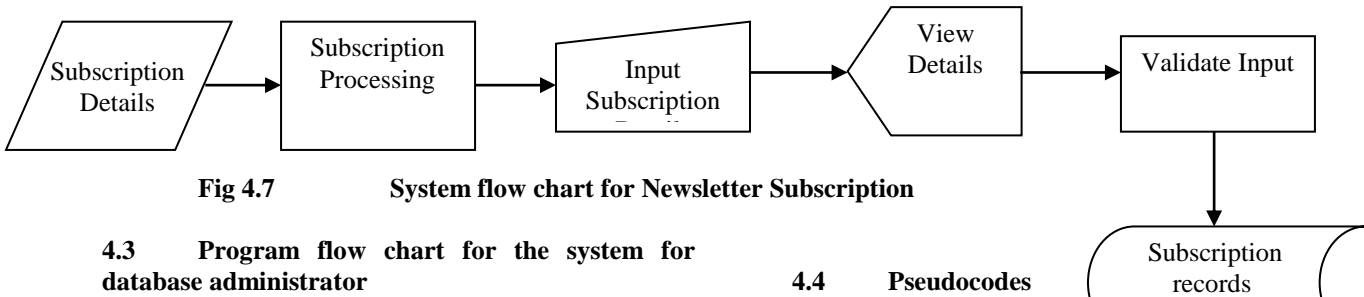 Subscription
Details
Subscription
Processing
Input
Subscription
View
Details
Validate Input
Fig 4.7 System flow chart for Newsletter Subscription
Subscription
records
4.3 Program flow chart for the system for
database administrator
4.4 Pseudocodes